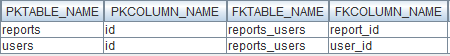 PKTABLE_NAME PKCOLUMN_NAME FKTABLE_NAME FKCOLUMN_NAME
reports id reports_users report_id
users id reports_users user_id